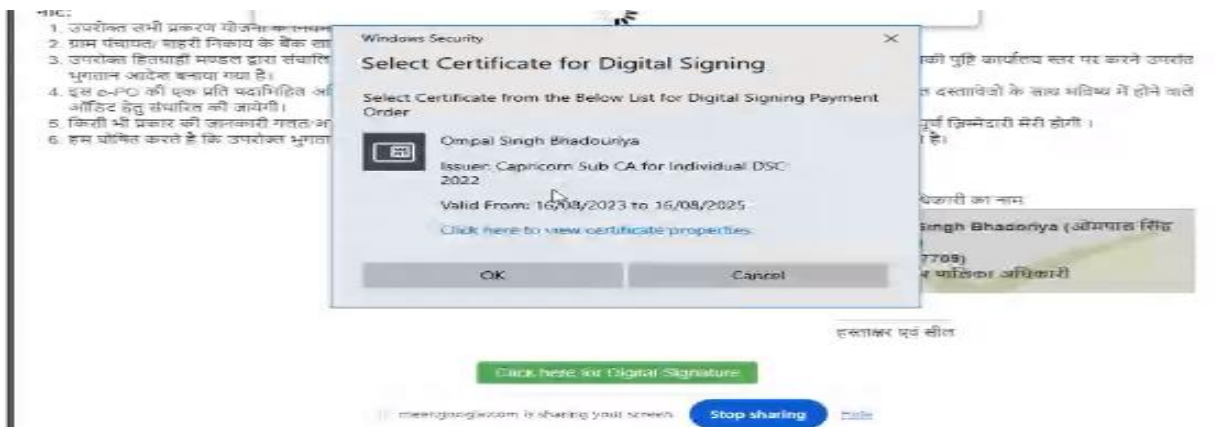 नोट:
1. उपरोक्त सभी प्रकरण योजना के नियम
2. ग्राम पंचायत/ शहरी निकाय के बैंक
3. उपरोक्त हितग्राही मण्डल द्वारा
की पुष्टि कार्यालय स्तर पर करने उपरांत
भुगतान आदेश बनाया गया है।
4. इस e-PO की एक प्रति पदाभिहित
दस्तावेजों के साथ भविष्य में होने वाले
ऑडिट हेतु संधारित की जायेगी।
5. किसी भी प्रकार की जानकारी गलत/
पूर्ण ज़िम्मेदारी मेरी होगी ।
6. हम घोषित करते है कि उपरोक्त
है।
Windows Security
Select Certificate for Digital Signing
Select Certificate from the Below List for Digital Signing Payment
Order
Ompal Singh Bhadouriya
Issuer: Capricorn Sub CA for Individual DSC
2022
Valid From: 16/08/2023 to 16/08/2025
Click here to view certificate properties
OK Cancel
का नाम
Singh Bhadoriya (ओमपाल सिंह
7709)
पालिका अधिकारी
हस्ताक्षर एवं सील
Click here for Digital Signature
meet.google.com is sharing your screen. Stop sharing Hide